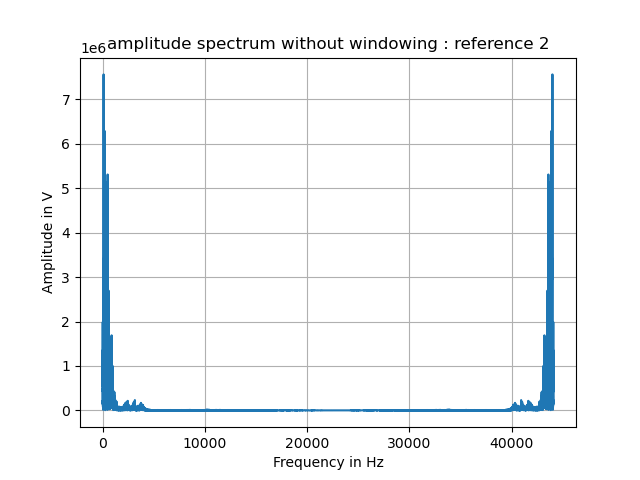 1e6
amplitude spectrum without windowing : reference 2
7
6
5
4
3
2
1
0
Amplitude in V
0 10000 20000 30000 40000
Frequency in Hz